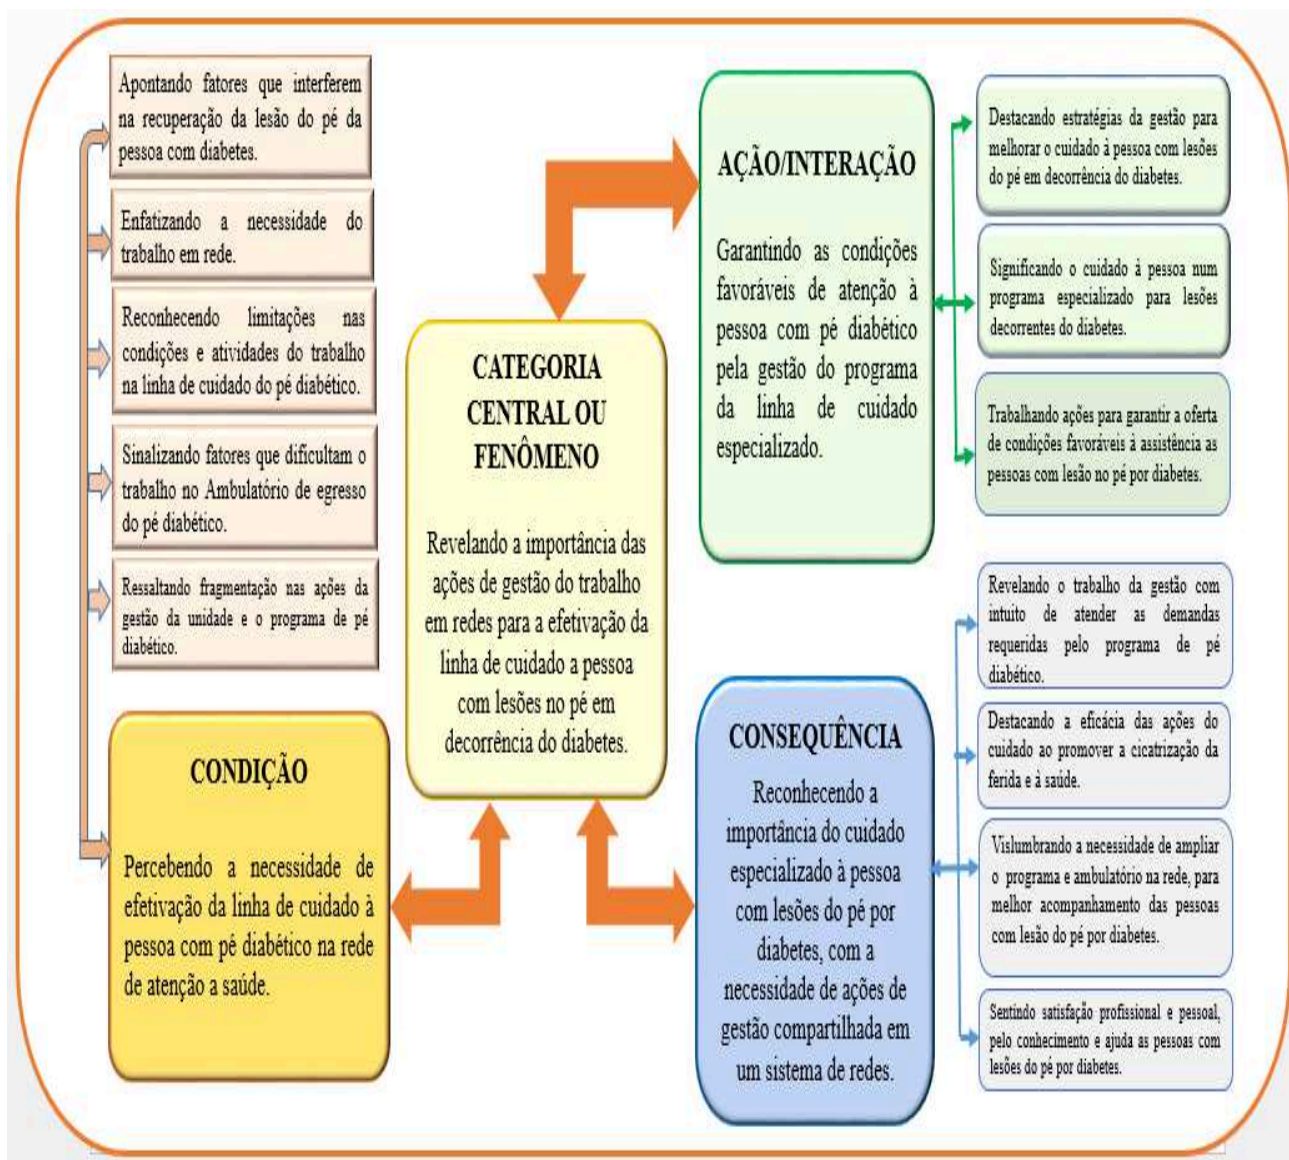 Apontando fatores que interferem
na recuperação da lesão do pé da
pessoa com diabetes.
Enfatizando a necessidade do
trabalho em rede.
Reconhecendo limitações nas
condições e atividades do trabalho
na linha de cuidado do pé diabético.
Sinalizando fatores que dificultam o
trabalho no Ambulatório de egresso
do pé diabético.
Ressaltando fragmentação nas ações da
gestão da unidade e o programa de pé
diabético.
CONDIÇÃO
Percebendo a necessidade de
efetivação da linha de cuidado à
pessoa com pé diabético na rede
de atenção a saúde.
CATEGORIA
CENTRAL OU
FENÔMENO
Revelando a importância das
ações de gestão do trabalho
em redes para a efetivação da
linha de cuidado a pessoa
com lesões no pé em
decorrência do diabetes.
AÇÃO/INTERAÇÃO
Garantindo as condições
favoráveis de atenção à
pessoa com pé diabético
pela gestão do programa
da linha de cuidado
especializado.
Destacando estratégias da gestão para
melhorar o cuidado à pessoa com lesões
do pé em decorrência do diabetes.
Significando o cuidado à pessoa num
programa especializado para lesões
decorrentes do diabetes.
Trabalhando ações para garantir a oferta
de condições favoráveis à assistência as
pessoas com lesão no pé por diabetes.
CONSEQUÊNCIA
Reconhecendo a
importância do cuidado
especializado à pessoa
com lesões do pé por
diabetes, com a
necessidade de ações de
gestão compartilhada em
um sistema de redes.
Revelando o trabalho da gestão com
intuito de atender as demandas
requeridas pelo programa de pé
diabético.
Destacando a eficácia das ações do
cuidado ao promover a cicatrização da
ferida e à saúde.
Vislumbrando a necessidade de ampliar
o programa e ambulatório na rede, para
melhor acompanhamento das pessoas
com lesão do pé por diabetes.
Sentindo satisfação profissional e pessoal,
pelo conhecimento e ajuda as pessoas com
lesões do pé por diabetes.